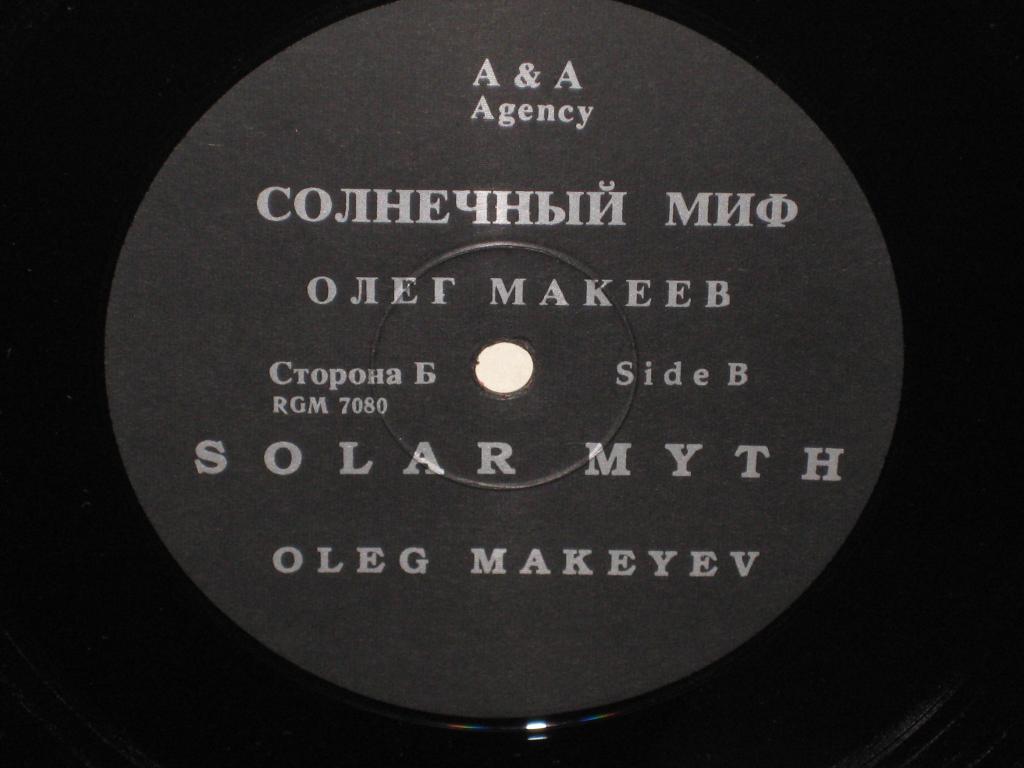 A & A
Agency
СОЛНЕЧНЫЙ МИФ
ОЛЕГ МАКЕЕВ
Сторона Б Side B
RGM 7080
SOLAR MYTH
OLEG MAKEYEV